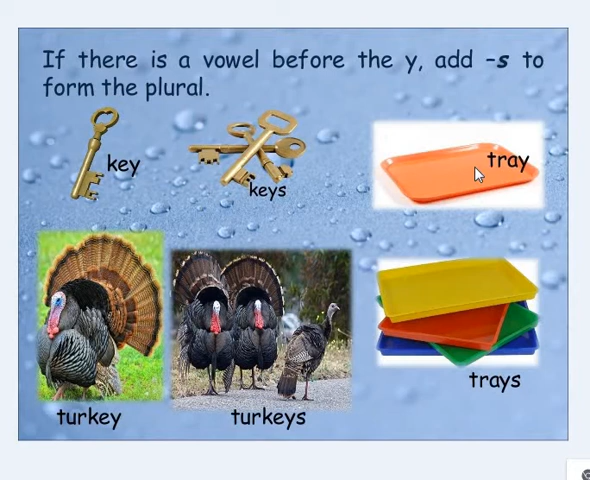 If there is a vowel before the y, add –s to
form the plural.
key
keys
tray
turkey
turkeys
trays